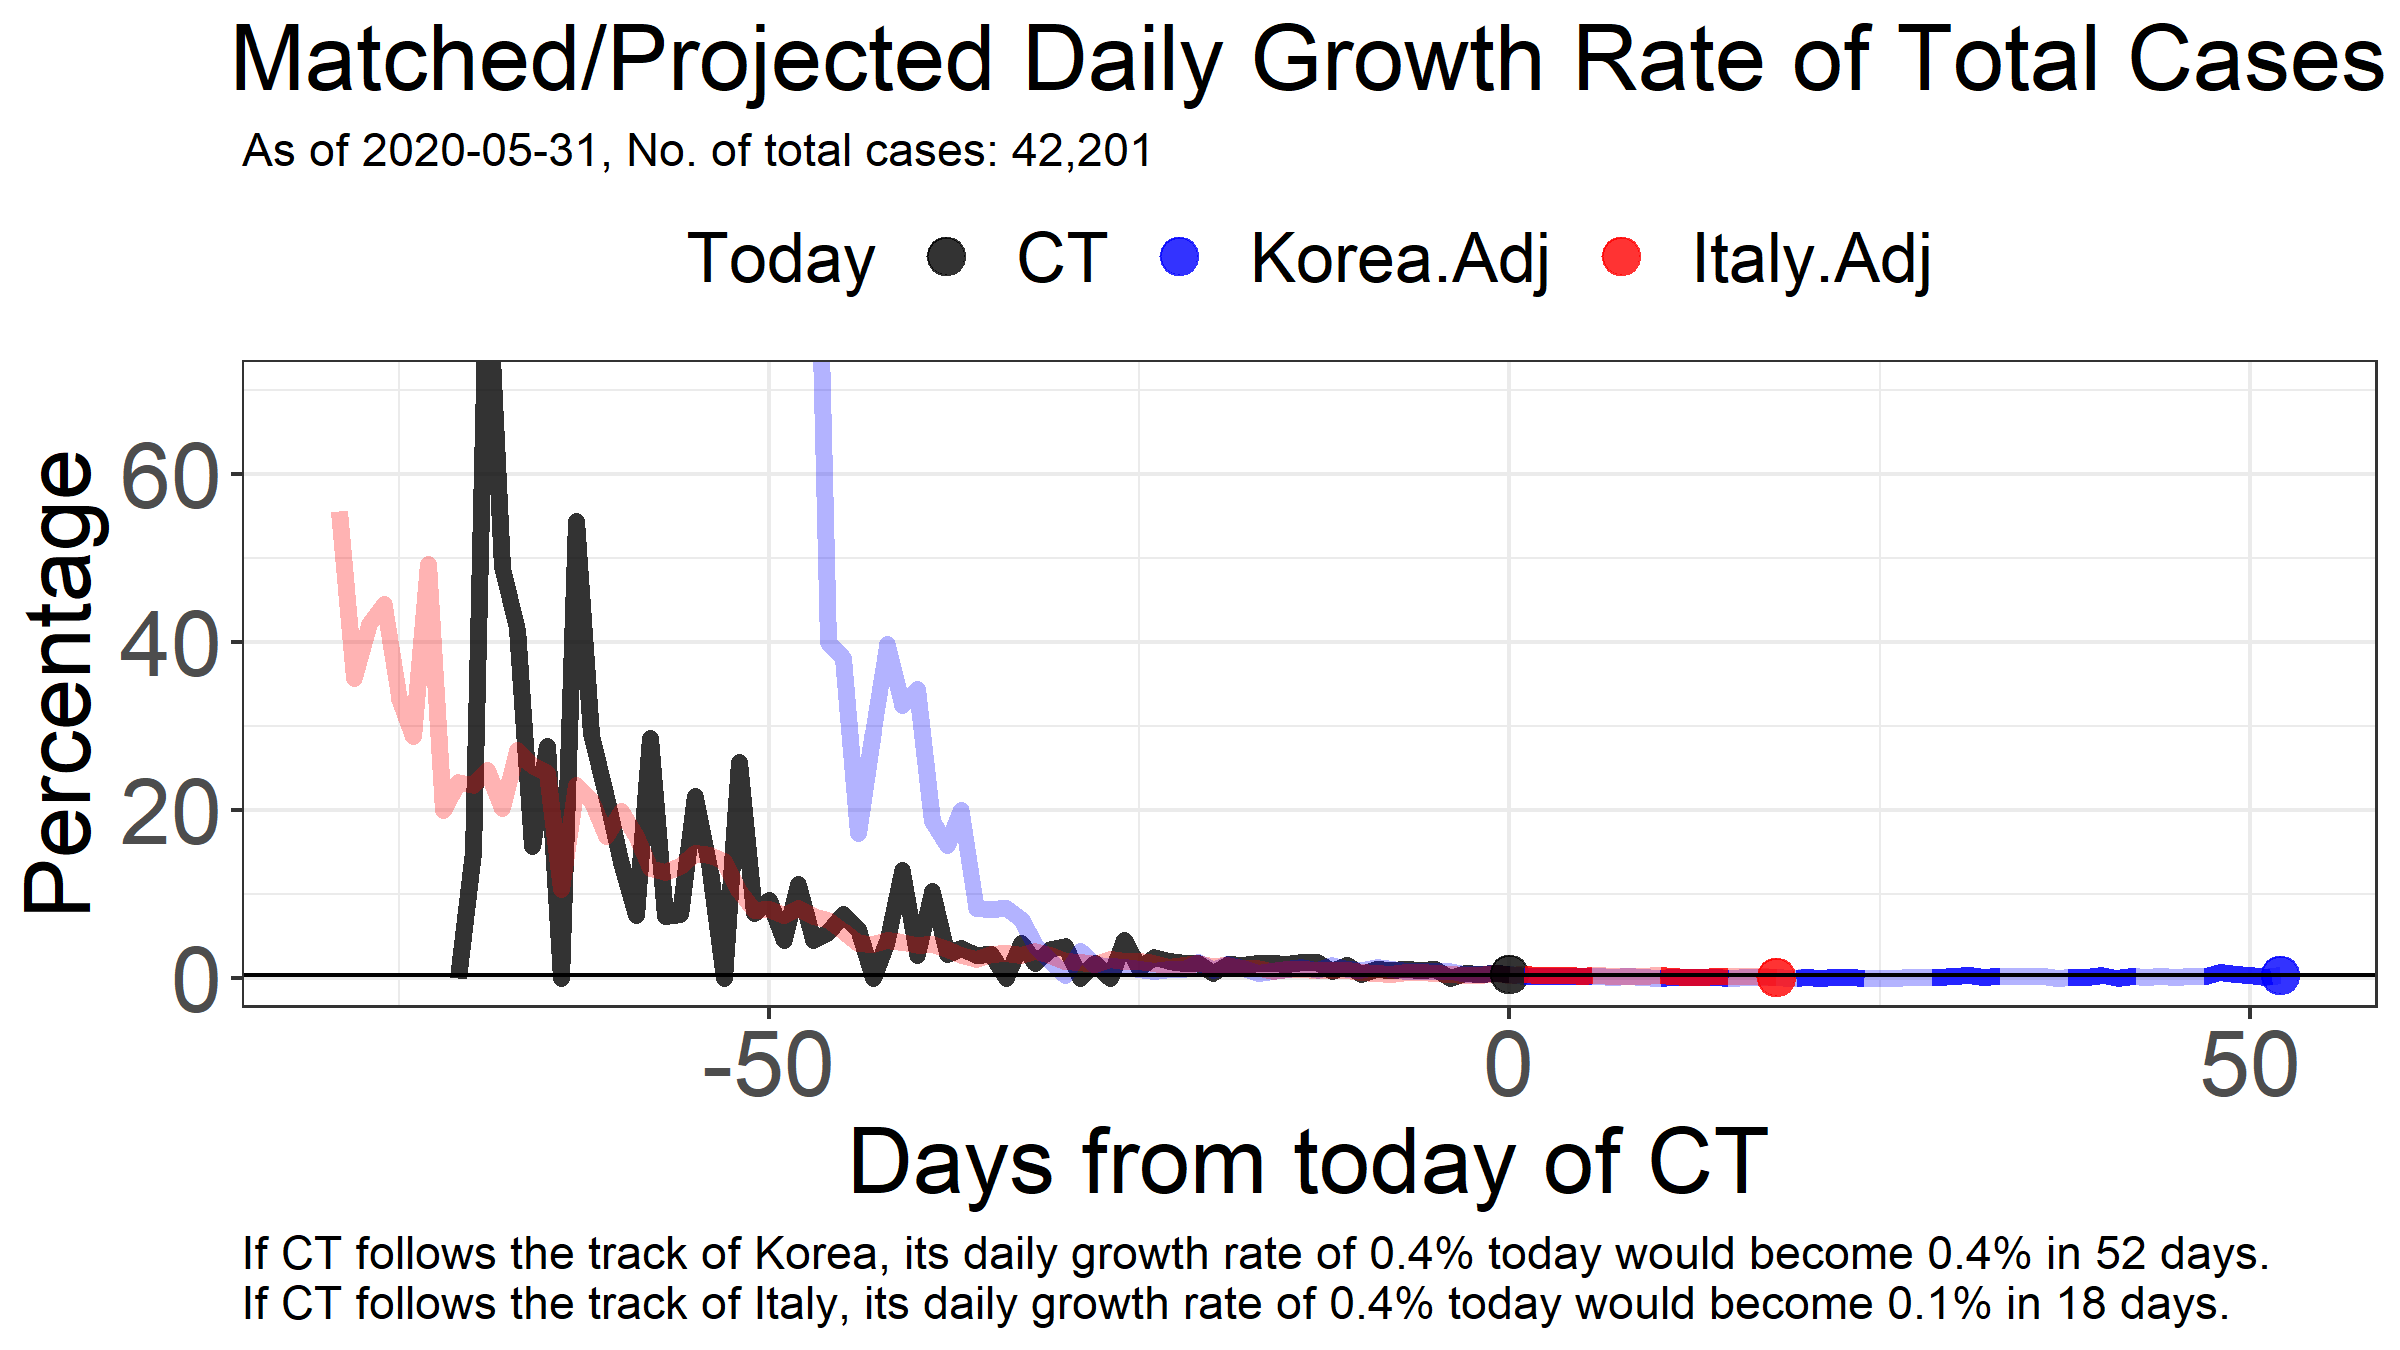 Matched/Projected Daily Growth Rate of Total Cases
As of 2020-05-31, No. of total cases: 42,201
Today CT Korea.Adj Italy.Adj
Percentage
60
40
20
0
-50 0 50
Days from today of CT
If CT follows the track of Korea, its daily growth rate of 0.4% today would become 0.4% in 52 days.
If CT follows the track of Italy, its daily growth rate of 0.4% today would become 0.1% in 18 days.